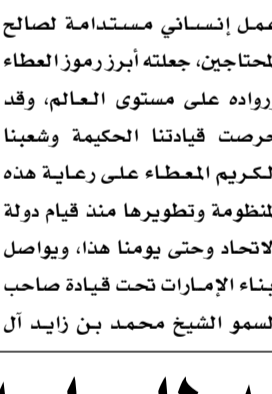 عمل إنساني مستدامة لصالح
المحتاجين، جعلته أبرز رموز العطاء
ورواده على مستوى العالم، وقد
حرصت قيادتنا الحكيمة وشعبنا
الكريم المعطاء على رعاية هذه
المنظومة وتطويرها منذ قيام دولة
الاتحاد وحتى يومنا هذا، ويواصل
بناء الإمارات تحت قيادة صاحب
السمو الشيخ محمد بن زايد آل